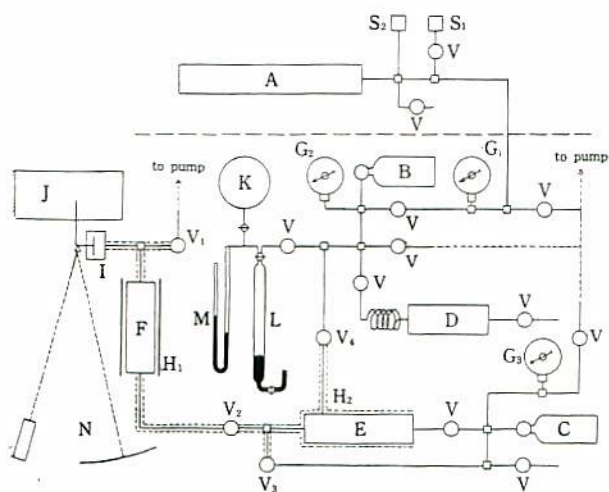 S₂ S₁
V
A
V
G₂ B G₁
to pump K to pump
J V V
V₁ V V
I
V
M L D V
F V₄ G₃ V
H₁ H₂
N V₂ E V C
V₃ V